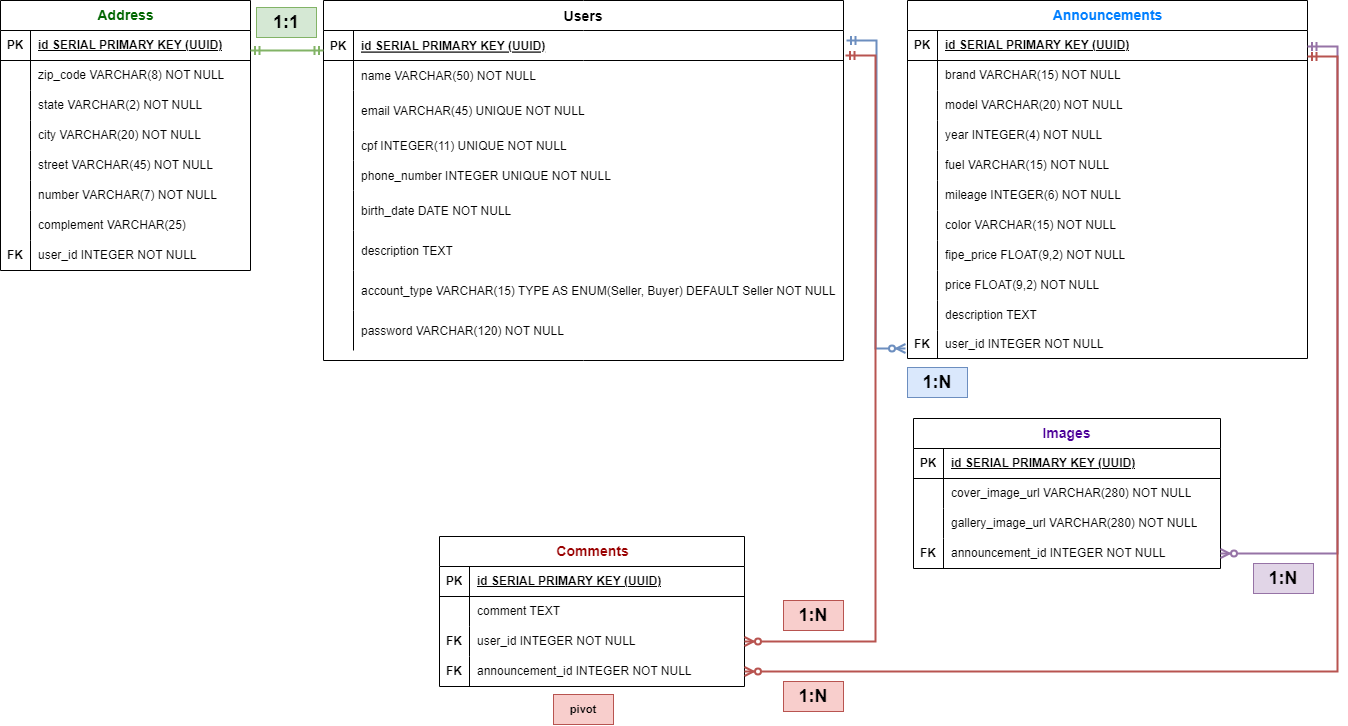 Address
PK id SERIAL PRIMARY KEY (UUID)
zip_code VARCHAR(8) NOT NULL
state VARCHAR(2) NOT NULL
city VARCHAR(20) NOT NULL
street VARCHAR(45) NOT NULL
number VARCHAR(7) NOT NULL
complement VARCHAR(25)
FK user_id INTEGER NOT NULL
1:1
Users
PK id SERIAL PRIMARY KEY (UUID)
name VARCHAR(50) NOT NULL
email VARCHAR(45) UNIQUE NOT NULL
cpf INTEGER(11) UNIQUE NOT NULL
phone_number INTEGER UNIQUE NOT NULL
birth_date DATE NOT NULL
description TEXT
account_type VARCHAR(15) TYPE AS ENUM(Seller, Buyer) DEFAULT Seller NOT NULL
password VARCHAR(120) NOT NULL
Announcements
PK id SERIAL PRIMARY KEY (UUID)
brand VARCHAR(15) NOT NULL
model VARCHAR(20) NOT NULL
year INTEGER(4) NOT NULL
fuel VARCHAR(15) NOT NULL
mileage INTEGER(6) NOT NULL
color VARCHAR(15) NOT NULL
fipe_price FLOAT(9,2) NOT NULL
price FLOAT(9,2) NOT NULL
description TEXT
FK user_id INTEGER NOT NULL
1:N
Images
PK id SERIAL PRIMARY KEY (UUID)
cover_image_url VARCHAR(280) NOT NULL
gallery_image_url VARCHAR(280) NOT NULL
FK announcement_id INTEGER NOT NULL
1:N
Comments
PK id SERIAL PRIMARY KEY (UUID)
comment TEXT
FK user_id INTEGER NOT NULL
FK announcement_id INTEGER NOT NULL
1:N
1:N
pivot